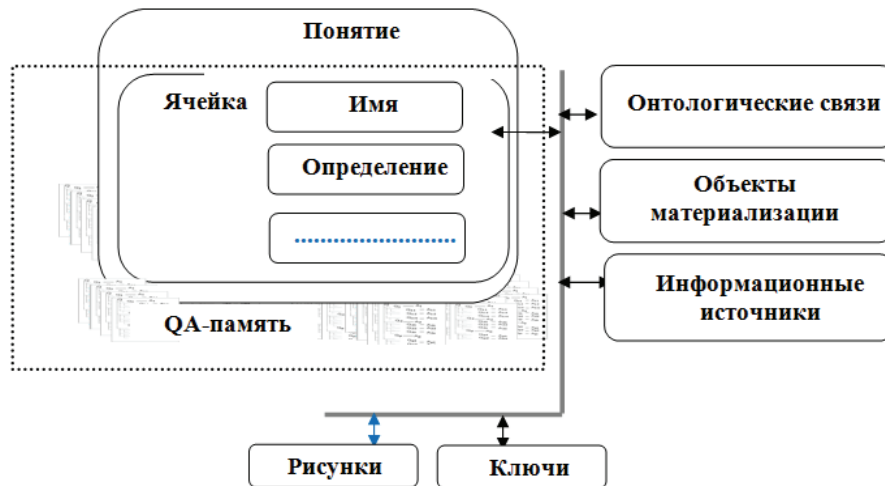 Понятие
Ячейка
Имя
Определение
QA-память
Онтологические связи
Объекты
материализации
Информационные
источники
Рисунки
Ключи